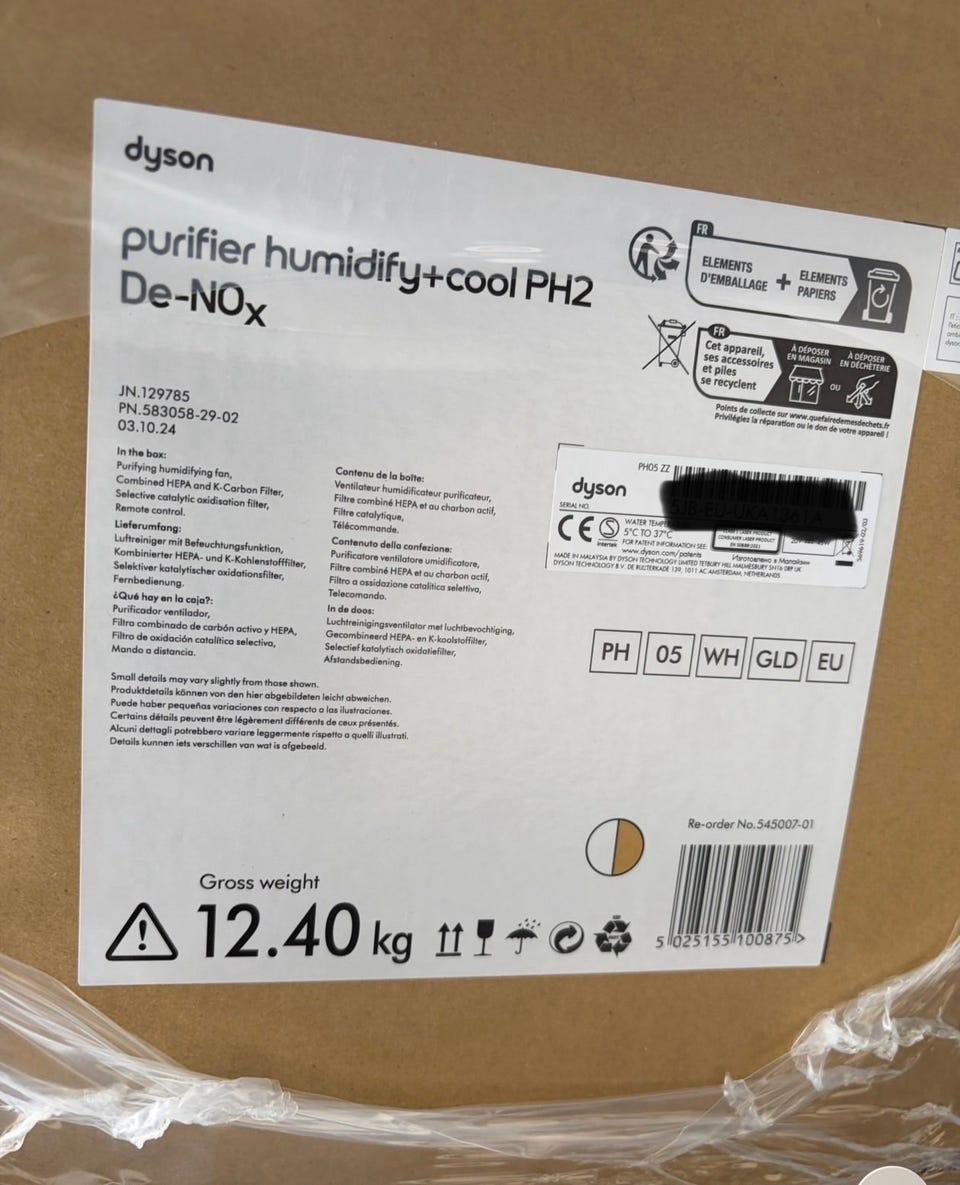 dyson
purifier humidify+cool PH2
De-NOx
JN.129785
PN.583058-29-02
03.10.24
In the box:
Purifying humidifying fan,
Combined HEPA and K-Carbon Filter,
Selective catalytic oxidisation filter,
Remote control.
Lieferumfang:
Luftreiniger mit Befeuchtungsfunktion,
Kombinierter HEPA- und K-Kohlenstofffilter,
Selektiver katalytischer oxidationsfilter,
Fernbedienung.
¿Qué hay en la caja?:
Purificador ventilador,
Filtro combinado de carbón activo y HEPA,
Filtro de oxidación catalítica selectiva,
Mando a distancia.
Contenu de la boîte:
Ventilateur humidificateur purificateur,
Filtre combiné HEPA et au charbon actif,
Filtre catalytique,
Télécommande.
Contenuto della confezione:
Purificatore ventilatore umidificatore,
Filtre combiné HEPA et au charbon actif,
Filtro a ossidazione catalitica selettiva,
Telecomando.
In de doos:
Luchtreinigingsventilator met luchtbevochtiging,
Gecombineerd HEPA- en K-koolstoffilter,
Selectief katalytisch oxidatiefilter,
Afstandsbediening.
Small details may vary slightly from those shown.
Produktdetails können von den hier abgebildeten leicht abweichen.
Puede haber pequeñas variaciones con respecto a las ilustraciones.
Certains détails peuvent être légèrement différents de ceux présentés.
Alcuni dettagli potrebbero variare leggermente rispetto a quelli illustrati.
Details kunnen iets verschillen van wat is afgebeeld.
FR
ELEMENTS
D'EMBALLAGE
+
ELEMENTS
PAPIERS
FR
Cet appareil,
ses accessoires
et piles
se recyclent
À DÉPOSER
EN MAGASIN
OU
À DÉPOSER
EN DÉCHÈTERIE
Points de collecte sur www.quefairedemesdechets.fr
Privilégiez la réparation ou le don de votre appareil !
PH05 ZZ
dyson
SERIAL NO.
CE
Intertek
WATER
5°C TO 37°C
FOR PATENT INFORMATION SEE:
www.dyson.com/patents
CONSUMER LASER PRODUCT
EN 50689:2021
Изготовлено в Малайзии
MADE IN MALAYSIA BY DYSON TECHNOLOGY LIMITED TETBURY HILL MALMESBURY SN16 0RP UK
DYSON TECHNOLOGY B.V. DE RUIJTERKADE 139, 1011 AC AMSTERDAM, NETHERLANDS
PH 05 WH GLD EU
Re-order No.545007-01
5 025155 100875 >
Gross weight
12.40 kg